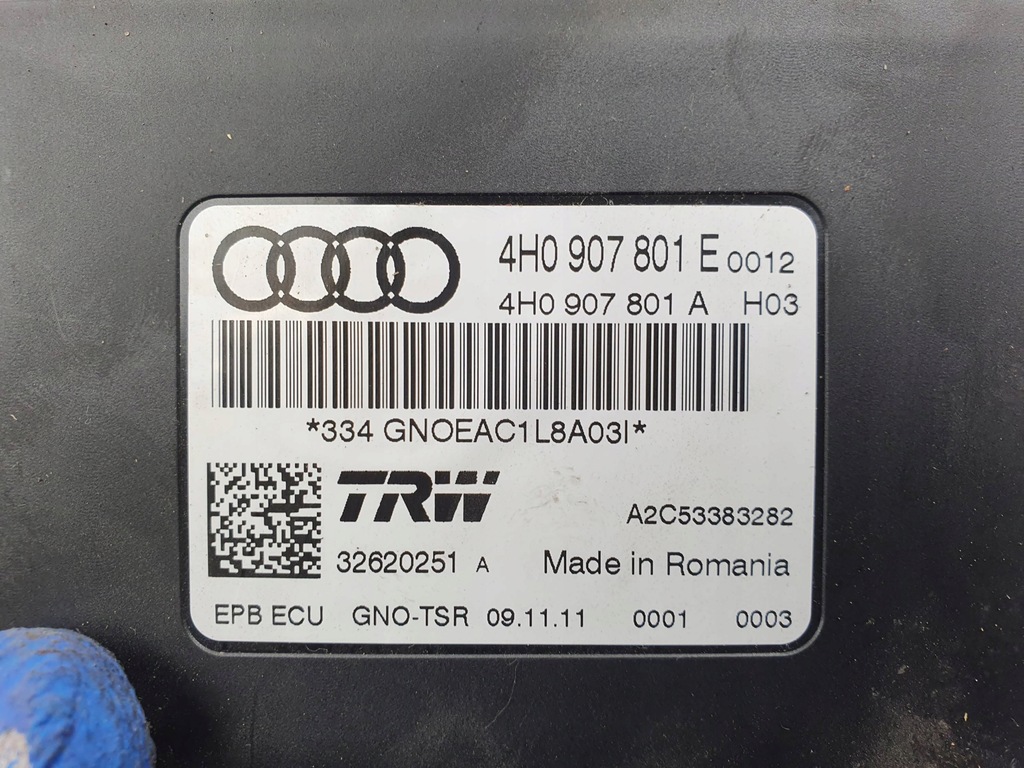 4H0 907 801 E 0012
4H0 907 801 A H03
*334 GNOEAC1L8A03I*
TRW
A2C53383282
32620251 A Made in Romania
EPB ECU GNO-TSR 09.11.11 0001 0003